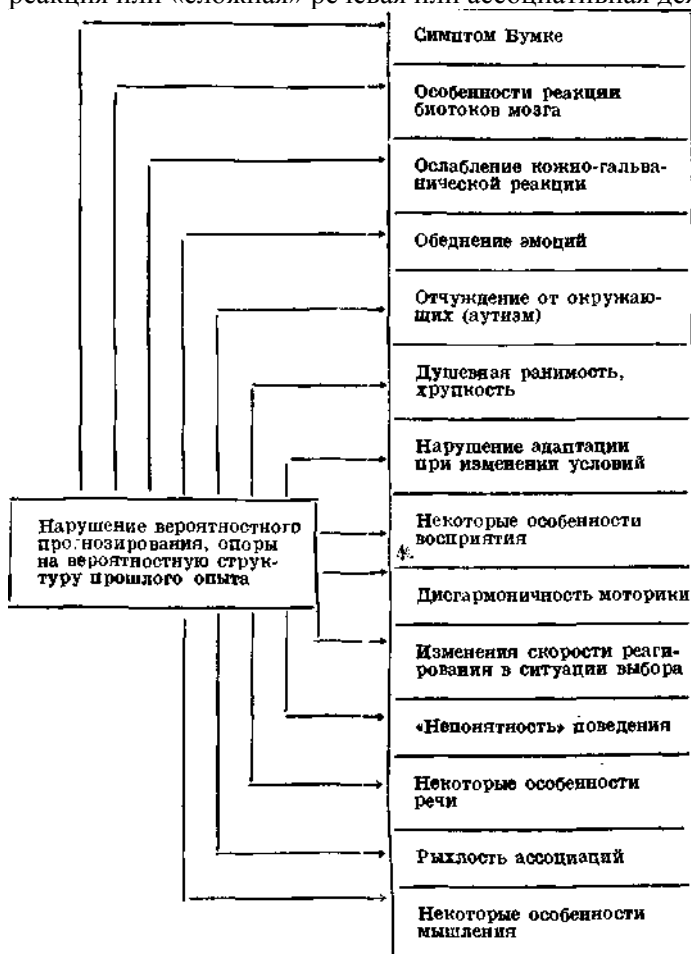 реакция или «сложная» речевая или ассоциативная
Симптом Бумке
Особенности реакции
биотоков мозга
Ослабление кожно-гальва-
нической реакции
Обеднение эмоций
Отчуждение от окружаю-
щих (аутизм)
Душевная ранимость,
хрупкость
Нарушение адаптации
при изменении условий
Нарушение вероятностного
прогнозирования, опоры
на вероятностную струк-
туру прошлого опыта
Некоторые особенности
восприятия
Дисгармоничность моторики
Изменения скорости реаги-
рования в ситуации выбора
«Непонятность» поведения
Некоторые особенности
речи
Рыхлость ассоциаций
Некоторые особенности
мышления